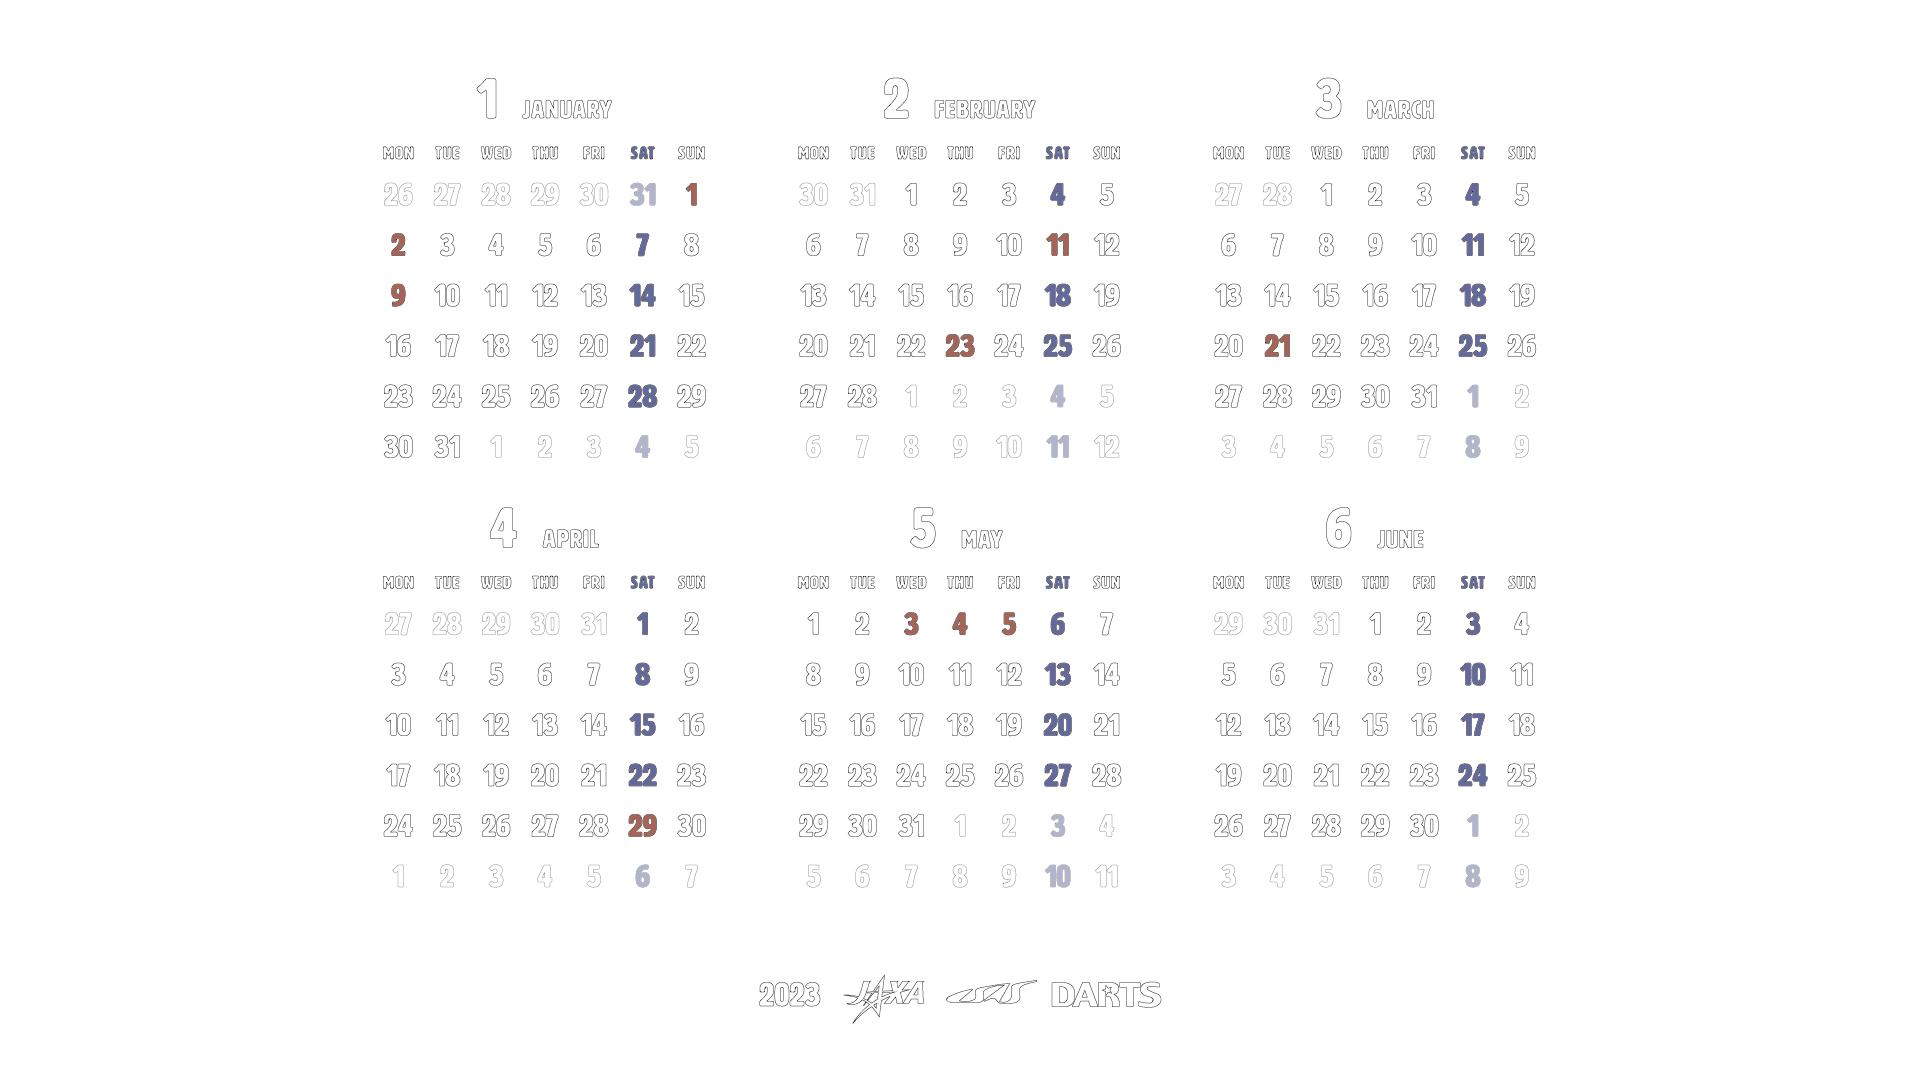 1 JANUARY
MON TUE WED THU FRI SAT SUN
26 27 28 29 30 31 1
2 3 4 5 6 7 8
9 10 11 12 13 14 15
16 17 18 19 20 21 22
23 24 25 26 27 28 29
30 31 1 2 3 4 5
2 FEBRUARY
MON TUE WED THU FRI SAT SUN
30 31 1 2 3 4 5
6 7 8 9 10 11 12
13 14 15 16 17 18 19
20 21 22 23 24 25 26
27 28 1 2 3 4 5
6 7 8 9 10 11 12
3 MARCH
MON TUE WED THU FRI SAT SUN
27 28 1 2 3 4 5
6 7 8 9 10 11 12
13 14 15 16 17 18 19
20 21 22 23 24 25 26
27 28 29 30 31 1 2
3 4 5 6 7 8 9
4 APRIL
MON TUE WED THU FRI SAT SUN
27 28 29 30 31 1 2
3 4 5 6 7 8 9
10 11 12 13 14 15 16
17 18 19 20 21 22 23
24 25 26 27 28 29 30
1 2 3 4 5 6 7
5 MAY
MON TUE WED THU FRI SAT SUN
1 2 3 4 5 6 7
8 9 10 11 12 13 14
15 16 17 18 19 20 21
22 23 24 25 26 27 28
29 30 31 1 2 3 4
5 6 7 8 9 10 11
6 JUNE
MON TUE WED THU FRI SAT SUN
29 30 31 1 2 3 4
5 6 7 8 9 10 11
12 13 14 15 16 17 18
19 20 21 22 23 24 25
26 27 28 29 30 1 2
3 4 5 6 7 8 9
2023 JAXA ISAS DARTS